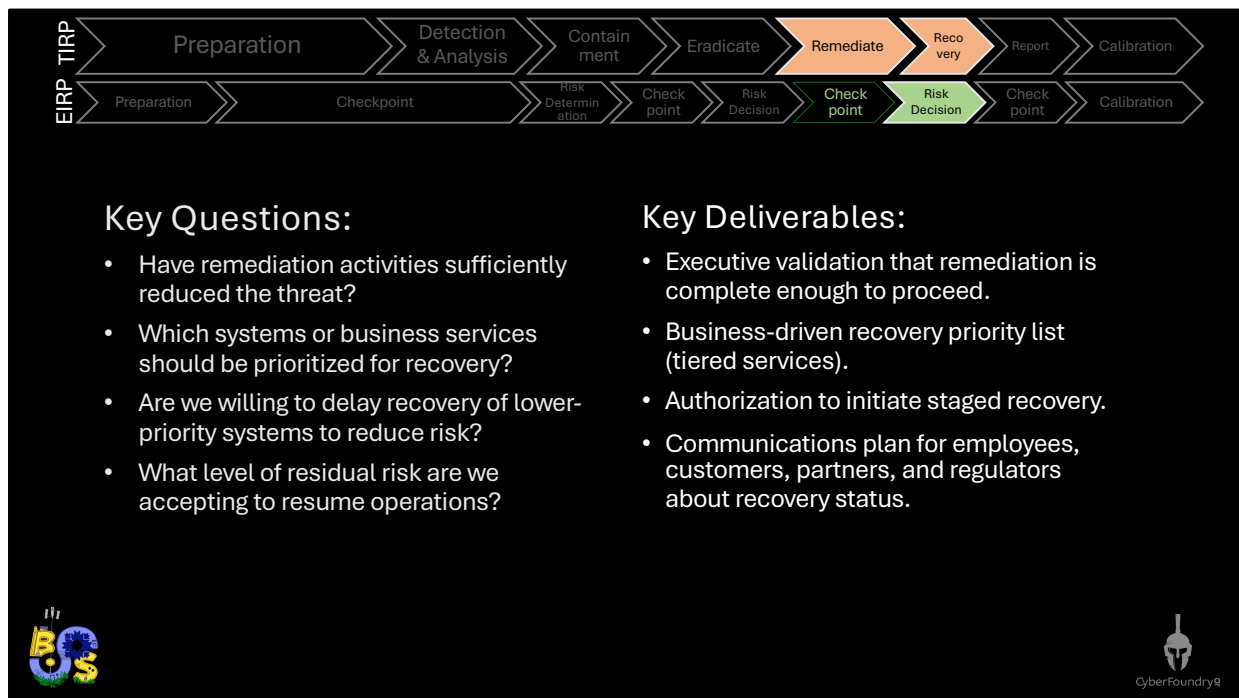 TIRP
Preparation
Detection
& Analysis
Contain
ment
Eradicate
Remediate
Reco
very
Report
Calibration
EIRP
Preparation
Checkpoint
Risk
Determin
ation
Check
point
Risk
Decision
Check
point
Risk
Decision
Check
point
Calibration
Key Questions:
• Have remediation activities sufficiently
reduced the threat?
• Which systems or business services
should be prioritized for recovery?
• Are we willing to delay recovery of lower-
priority systems to reduce risk?
• What level of residual risk are we
accepting to resume operations?
Key Deliverables:
• Executive validation that remediation is
complete enough to proceed.
• Business-driven recovery priority list
(tiered services).
• Authorization to initiate staged recovery.
• Communications plan for employees,
customers, partners, and regulators
about recovery status.
CyberFoundry